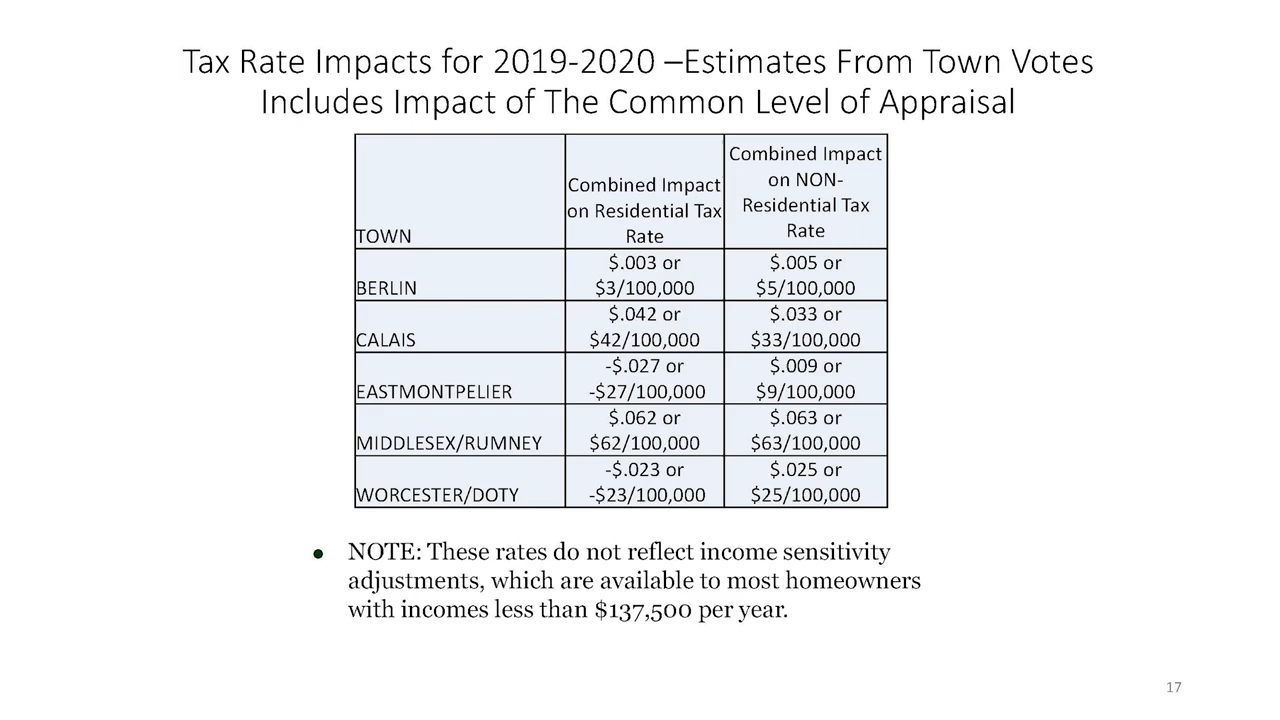 Tax Rate Impacts for 2019-2020 –Estimates From Town Votes
Includes Impact of The Common Level of Appraisal
TOWN
Combined Impact
on Residential Tax
Rate
Combined Impact
on NON-
Residential Tax
Rate
BERLIN
$.003 or
$3/100,000
$.005 or
$5/100,000
CALAIS
$.042 or
$42/100,000
$.033 or
$33/100,000
EASTMONTPELIER
-$.027 or
-$27/100,000
$.009 or
$9/100,000
MIDDLESEX/RUMNEY
$.062 or
$62/100,000
$.063 or
$63/100,000
WORCESTER/DOTY
-$.023 or
-$23/100,000
$.025 or
$25/100,000
● NOTE: These rates do not reflect income sensitivity
adjustments, which are available to most homeowners
with incomes less than $137,500 per year.
17